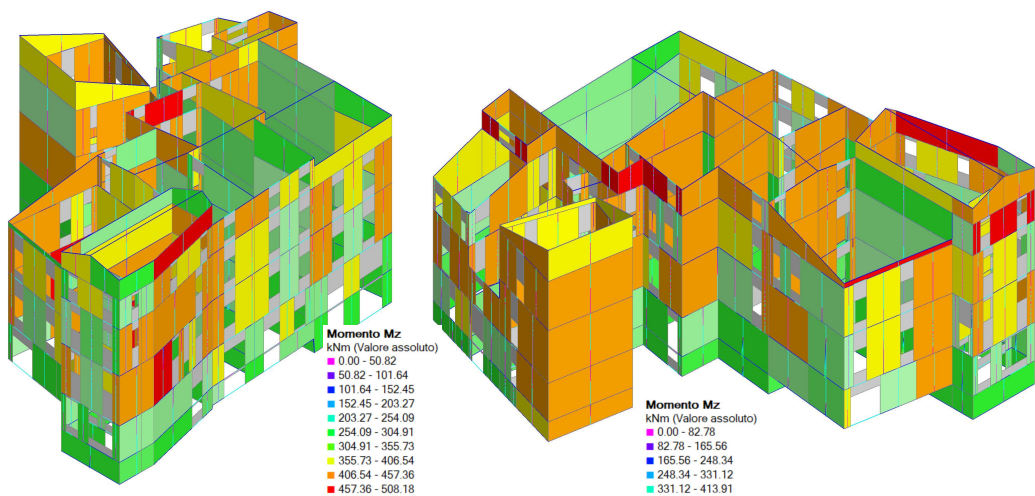 Momento Mz
kNm (Valore assoluto)
0.00 - 50.82
50.82 - 101.64
101.64 - 152.45
152.45 - 203.27
203.27 - 254.09
254.09 - 304.91
304.91 - 355.73
355.73 - 406.54
406.54 - 457.36
457.36 - 508.18
Momento Mz
kNm (Valore assoluto)
0.00 - 82.78
82.78 - 165.56
165.56 - 248.34
248.34 - 331.12
331.12 - 413.91